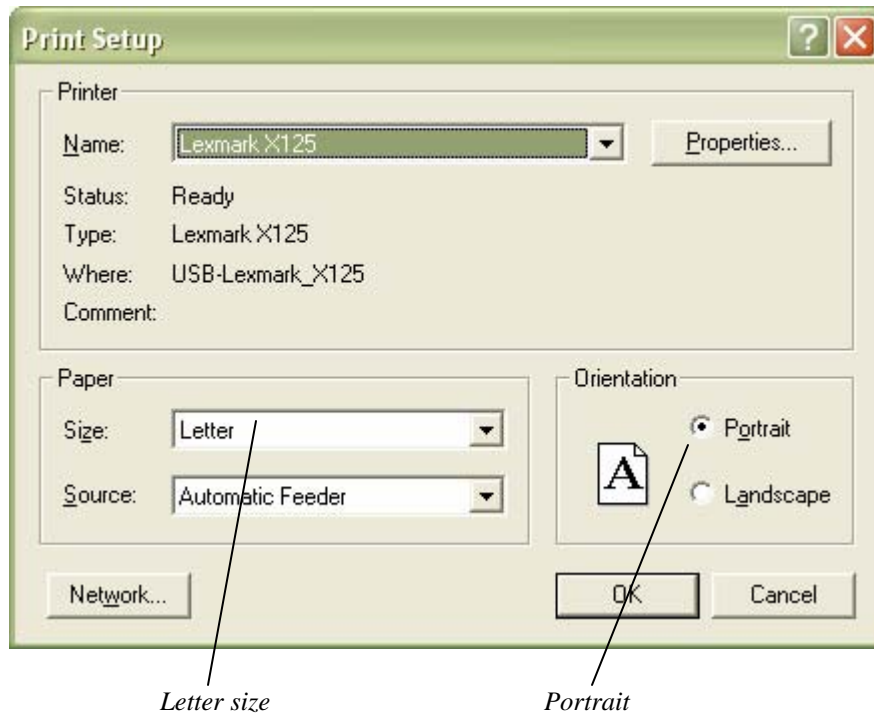 Print Setup
Printer
Name: Lexmark X125 Properties...
Status: Ready
Type: Lexmark X125
Where: USB-Lexmark_X125
Comment:
Paper
Size: Letter
Source: Automatic Feeder
Orientation
A
Portrait
Landscape
Network... OK Cancel
Letter size Portrait